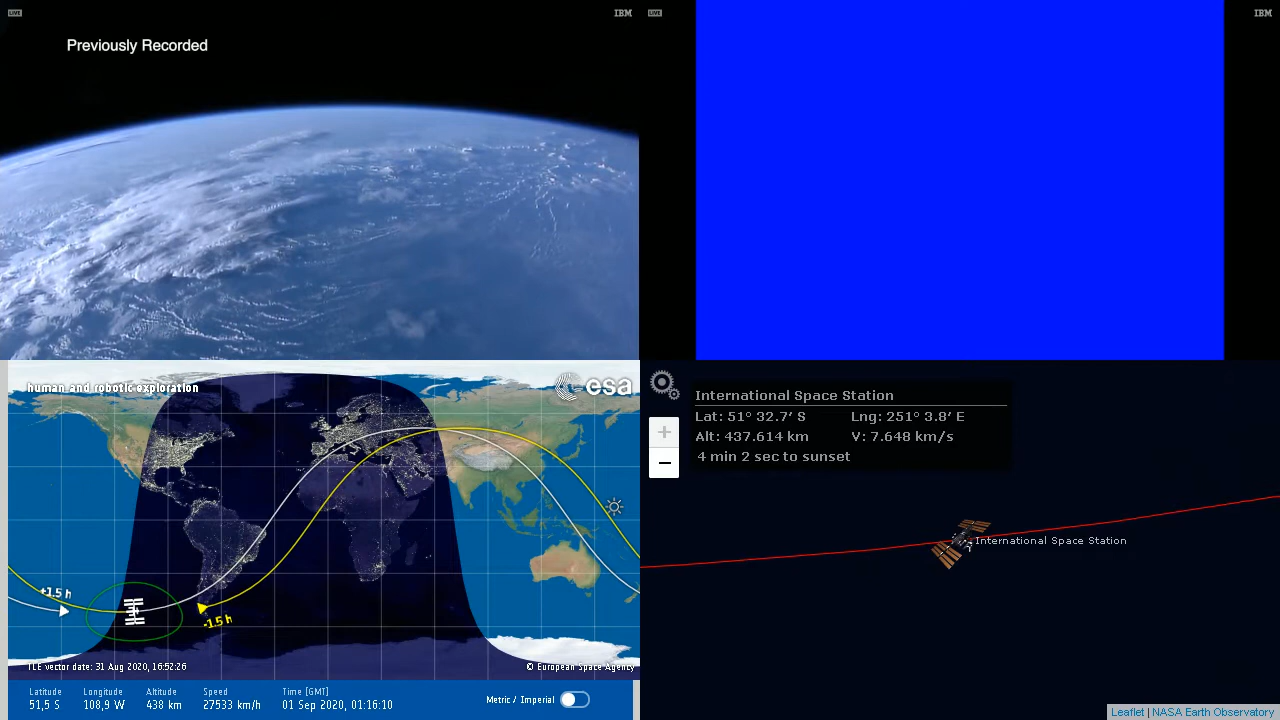 LIVE
IBM
Previously Recorded
LIVE
IBM
human and robotic exploration
esa
+1.5 h
-1.5 h
TLE vector date: 31 Aug 2020, 16:52:26
© European Space Agency
Latitude
Longitude
Altitude
Speed
Time [GMT]
51,5 S
108,9 W
438 km
27533 km/h
01 Sep 2020, 01:16:10
Metric / Imperial
International Space Station
Lat: 51° 32.7′ S
Lng: 251° 3.8′ E
Alt: 437.614 km
V: 7.648 km/s
4 min 2 sec to sunset
+
−
International Space Station
Leaflet | NASA Earth Observatory